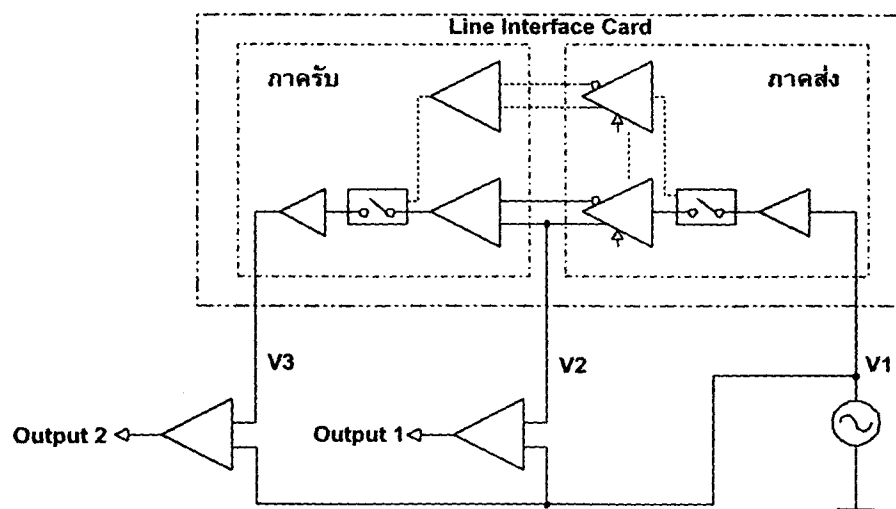 Line Interface Card
ภาครับ
ภาคส่ง
V3
V2
V1
Output 2
Output 1